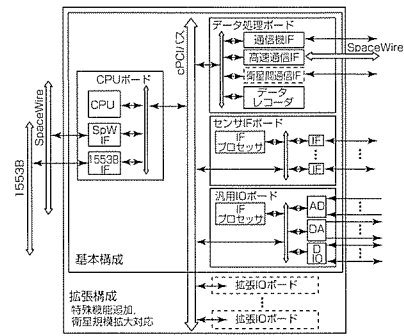 データ処理ボード
通信機IF
高速通信IF
衛星間通信IF
データ
レコーダ
SpaceWire
cPCIバス
CPUボード
CPU
SpW
IF
1553B
IF
SpaceWire
1553B
センサIFボード
IF
プロセッサ
IF
IF
汎用IOボード
IF
プロセッサ
AD
DA
D
IO
基本構成
拡張構成
特殊機能追加,
衛星規模拡大対応
拡張IOボード
拡張IOボード